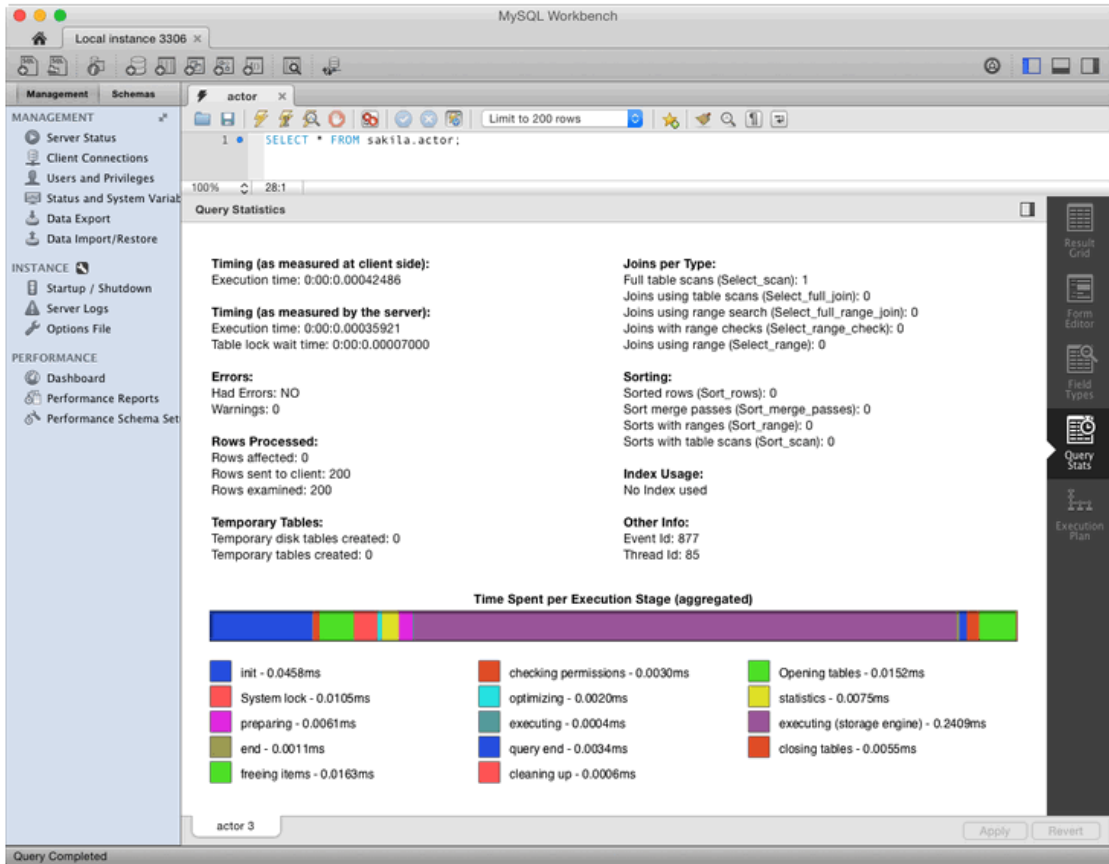 MySQL Workbench
Local instance 3306
Management Schemas
actor
MANAGEMENT
Server Status
Client Connections
Users and Privileges
Status and System Variab
Data Export
Data Import/Restore
INSTANCE
Startup / Shutdown
Server Logs
Options File
PERFORMANCE
Dashboard
Performance Reports
Performance Schema Set
Limit to 200 rows
1 SELECT * FROM sakila.actor;
100% 28:1
Query Statistics
Timing (as measured at client side):
Execution time: 0:00:0.00042486
Timing (as measured by the server):
Execution time: 0:00:0.00035921
Table lock wait time: 0:00:0.00007000
Errors:
Had Errors: NO
Warnings: 0
Rows Processed:
Rows affected: 0
Rows sent to client: 200
Rows examined: 200
Temporary Tables:
Temporary disk tables created: 0
Temporary tables created: 0
Joins per Type:
Full table scans (Select_scan): 1
Joins using table scans (Select_full_join): 0
Joins using range search (Select_full_range_join): 0
Joins with range checks (Select_range_check): 0
Joins using range (Select_range): 0
Sorting:
Sorted rows (Sort_rows): 0
Sort merge passes (Sort_merge_passes): 0
Sorts with ranges (Sort_range): 0
Sorts with table scans (Sort_scan): 0
Index Usage:
No Index used
Other Info:
Event Id: 877
Thread Id: 85
Time Spent per Execution Stage (aggregated)
init - 0.0458ms
checking permissions - 0.0030ms
Opening tables - 0.0152ms
System lock - 0.0105ms
optimizing - 0.0020ms
statistics - 0.0075ms
preparing - 0.0061ms
executing - 0.0004ms
executing (storage engine) - 0.2409ms
end - 0.0011ms
query end - 0.0034ms
closing tables - 0.0055ms
freeing items - 0.0163ms
cleaning up - 0.0006ms
Result
Grid
Form
Editor
Field
Types
Query
Stats
Execution
Plan
actor 3
Apply Revert
Query Completed